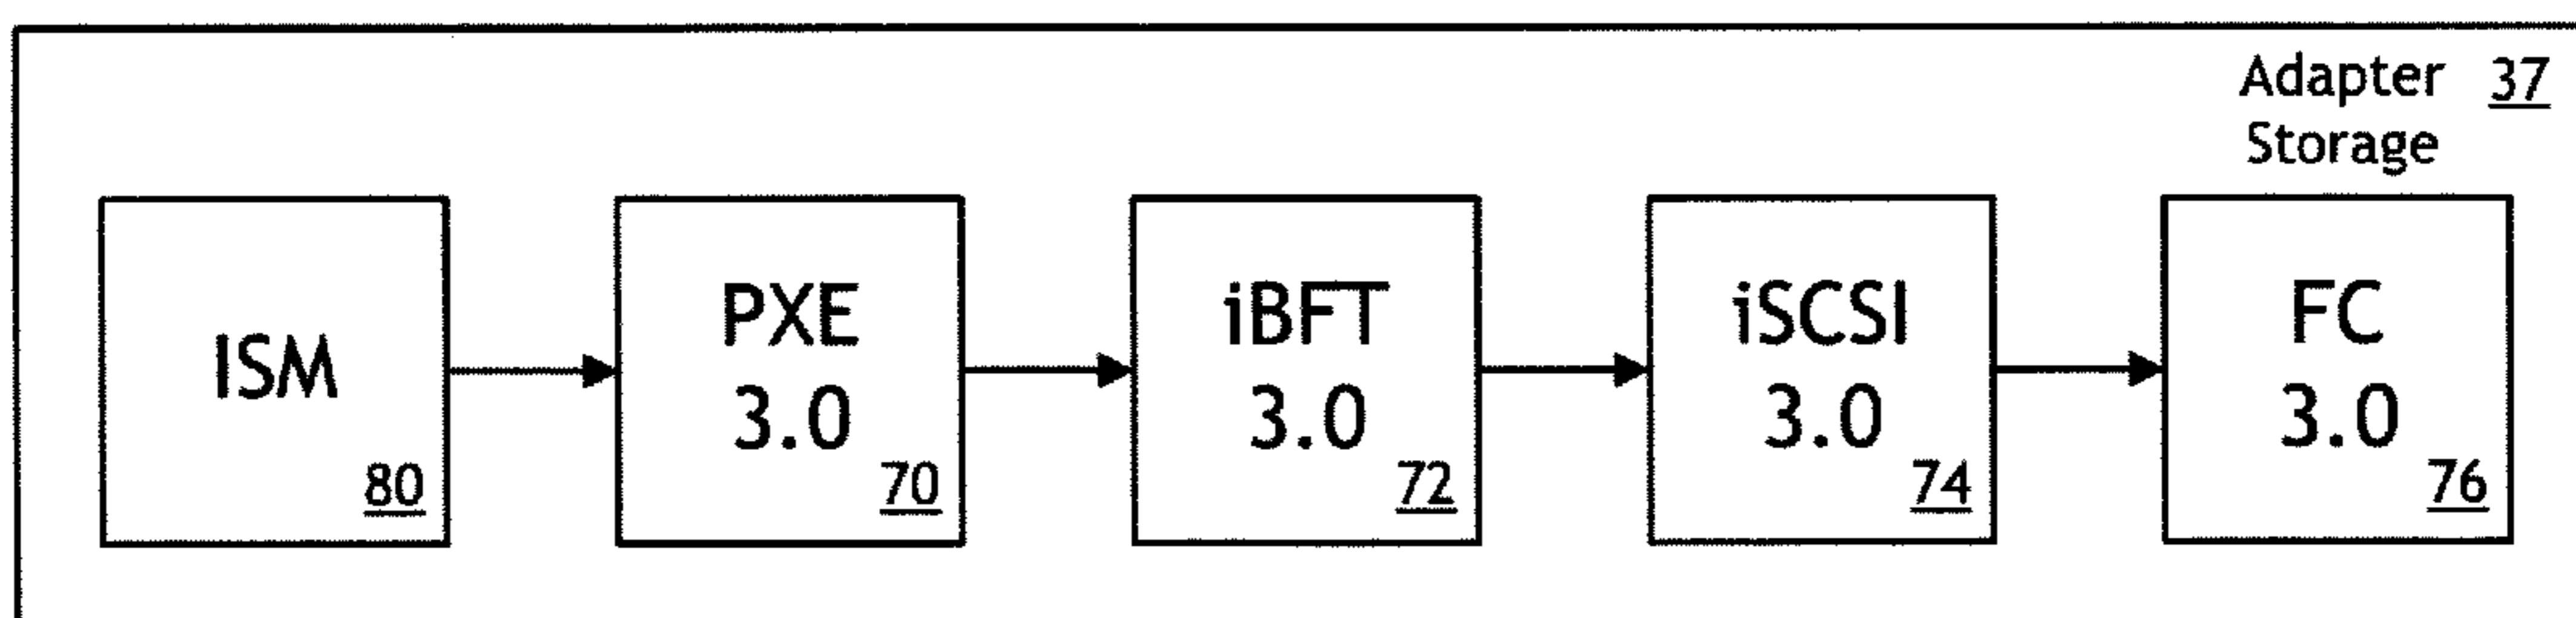 Adapter 37
Storage
ISM
80
PXE
3.0
70
iBFT
3.0
72
iSCSI
3.0
74
FC
3.0
76